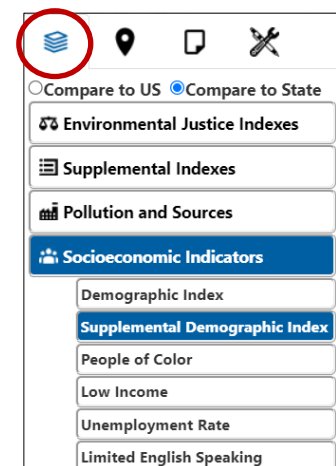 Compare to US Compare to State
Environmental Justice Indexes
Supplemental Indexes
Pollution and Sources
Socioeconomic Indicators
Demographic Index
Supplemental Demographic Index
People of Color
Low Income
Unemployment Rate
Limited English Speaking